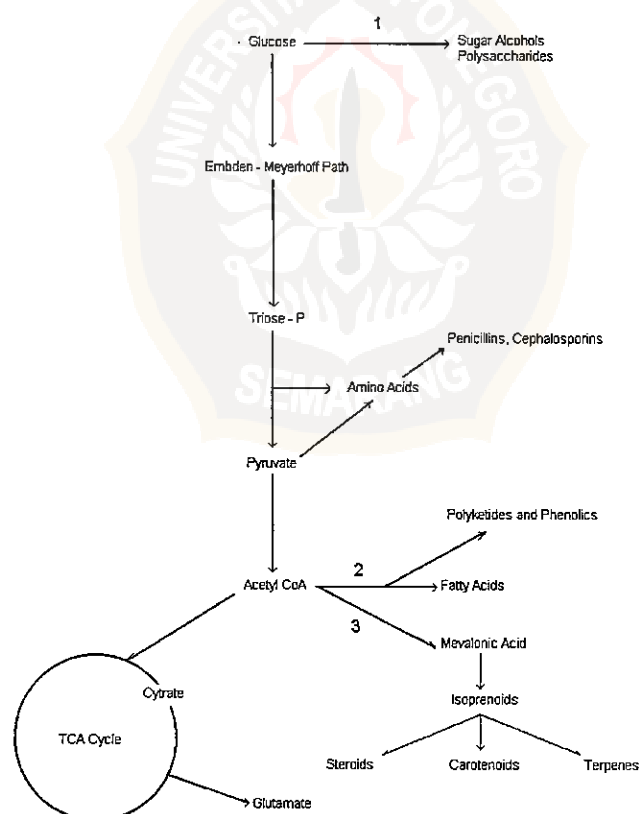 1
Glucose
Sugar Alcohols
Polysaccharides
Embden - Meyerhoff Path
Triose - P
Penicillins, Cephalosporins
Amino Acids
Pyruvate
Polyketides and Phenolics
2
Acetyl CoA
Fatty Acids
3
Mevalonic Acid
Cytrate
Isoprenoids
TCA Cycle
Steroids
Carotenoids
Terpenes
Glutamate
SEMARANG